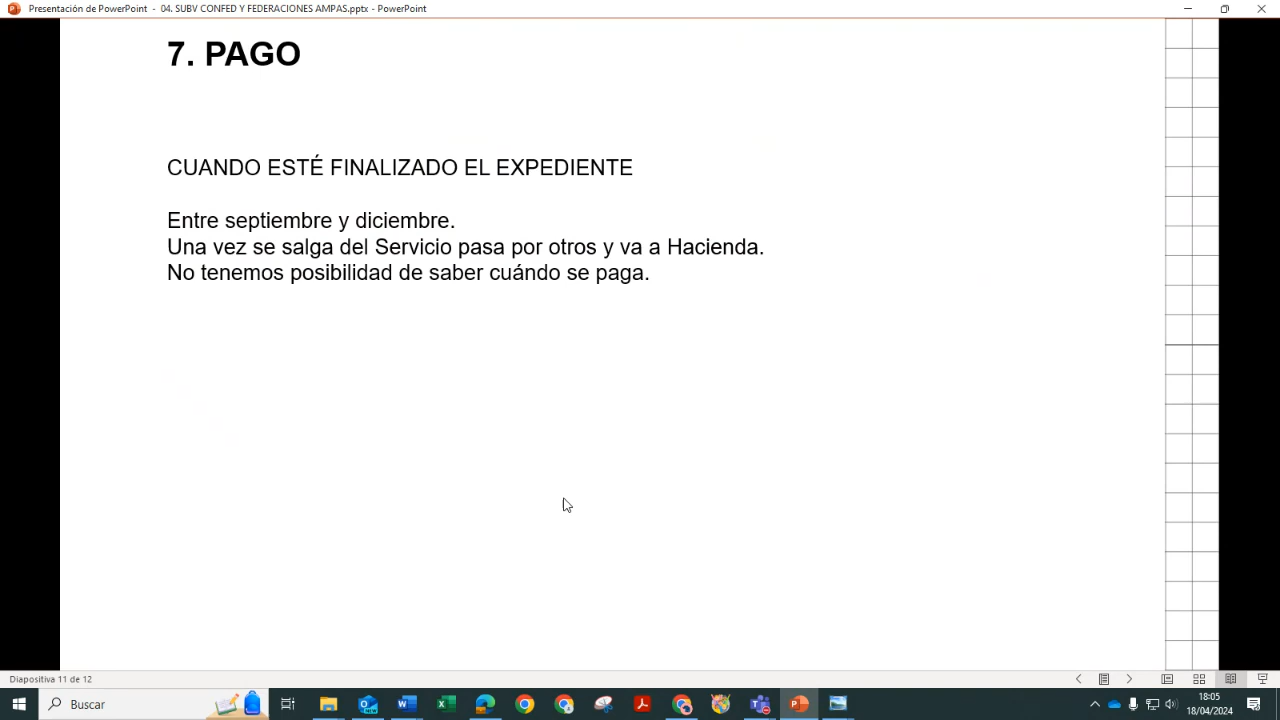 Presentación de PowerPoint - 04. SUBV CONFED Y FEDERACIONES AMPAS.pptx - PowerPoint
7. PAGO
CUANDO ESTÉ FINALIZADO EL EXPEDIENTE
Entre septiembre y diciembre.
Una vez se salga del Servicio pasa por otros y va a Hacienda.
No tenemos posibilidad de saber cuándo se paga.
Diapositiva 11 de 12
Buscar
18:05
18/04/2024